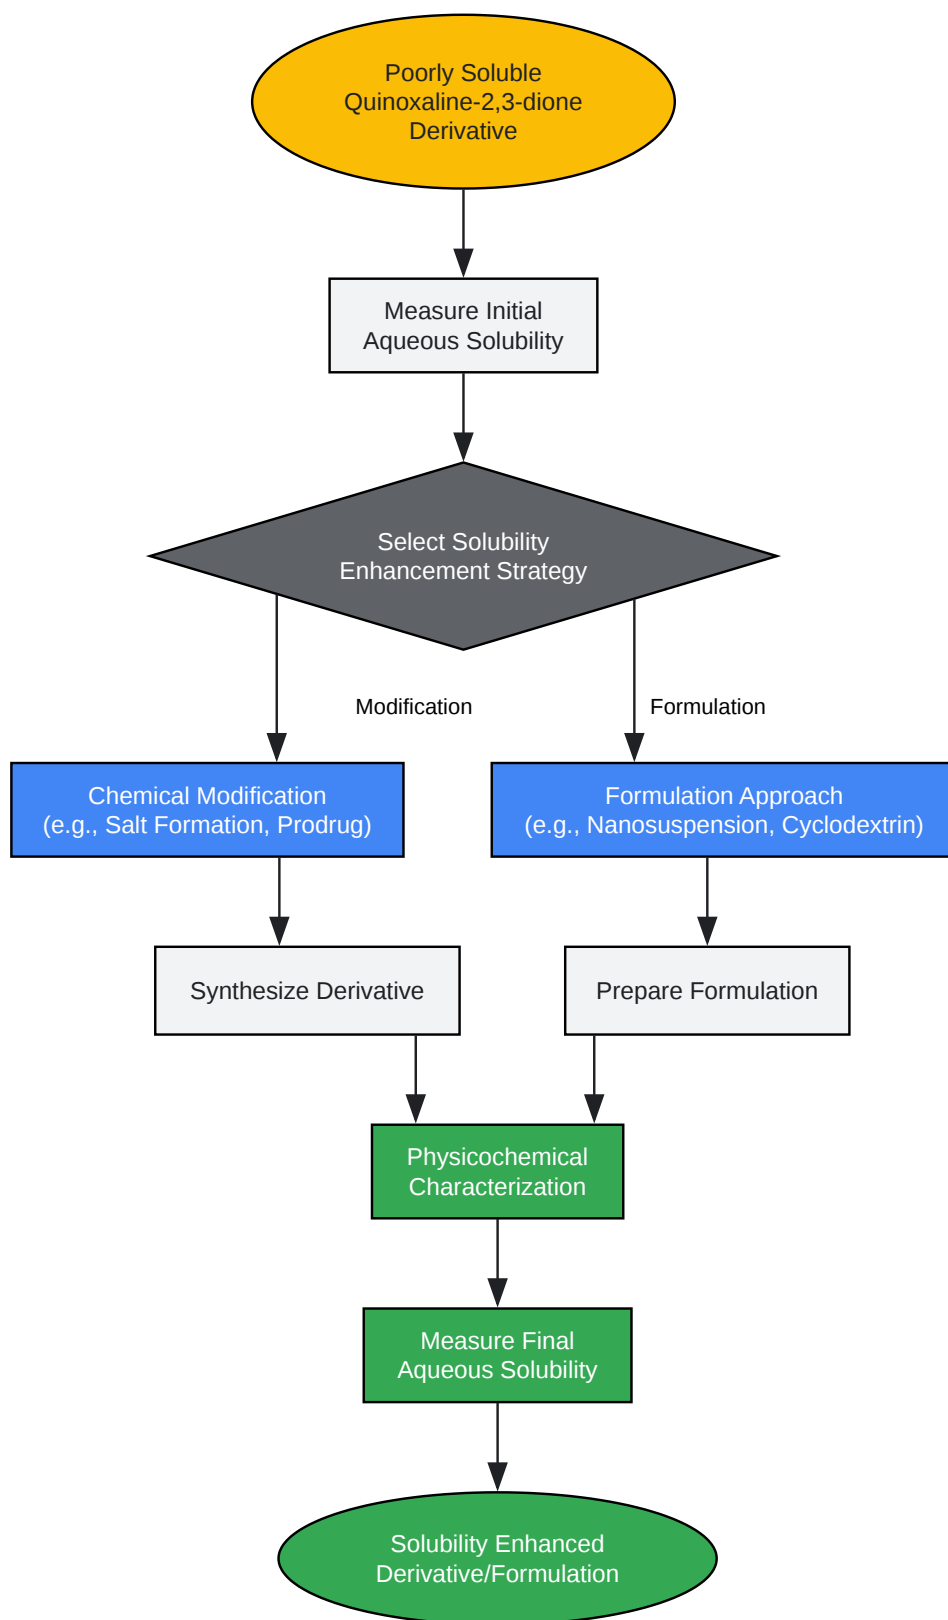 Poorly Soluble
Quinoxaline-2,3-dione
Derivative
Measure Initial
Aqueous Solubility
Select Solubility
Enhancement Strategy
Modification
Formulation
Chemical Modification
(e.g., Salt Formation, Prodrug)
Formulation Approach
(e.g., Nanosuspension, Cyclodextrin)
Synthesize Derivative
Prepare Formulation
Physicochemical
Characterization
Measure Final
Aqueous Solubility
Solubility Enhanced
Derivative/Formulation